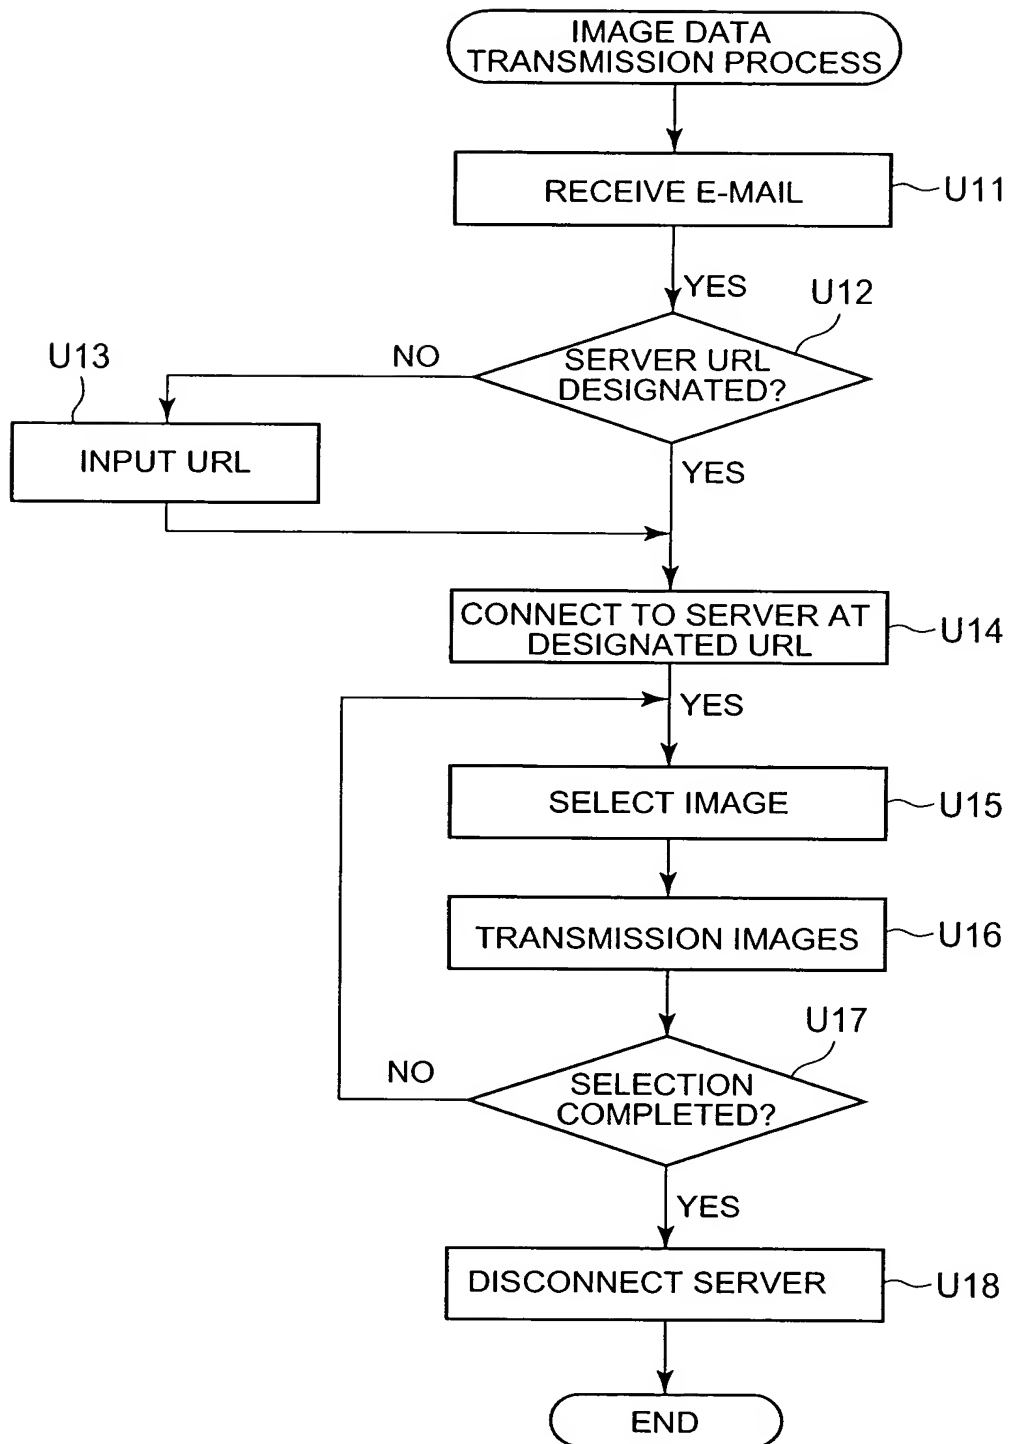 IMAGE DATA
TRANSMISSION PROCESS
RECEIVE E-MAIL
U11
YES
U12
SERVER URL
DESIGNATED?
NO
U13
INPUT URL
YES
CONNECT TO SERVER AT
DESIGNATED URL
U14
YES
SELECT IMAGE
U15
TRANSMISSION IMAGES
U16
U17
SELECTION
COMPLETED?
NO
YES
DISCONNECT SERVER
U18
END